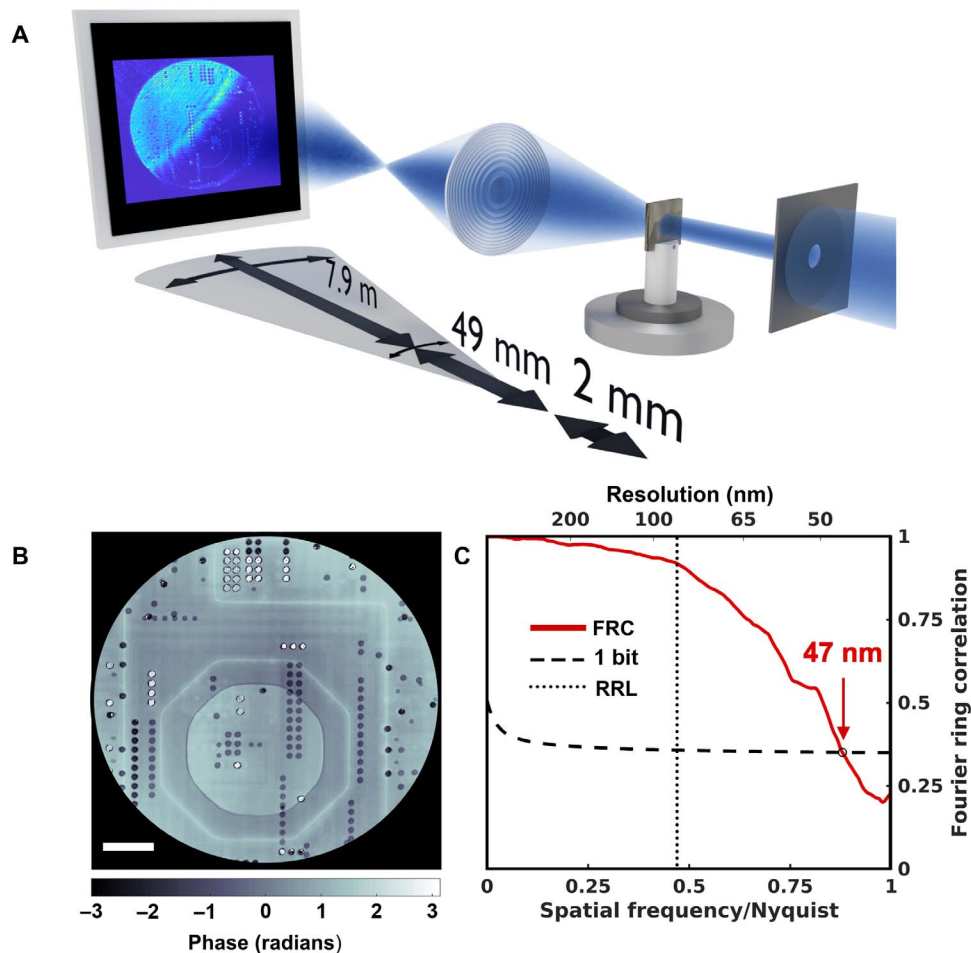 A
7.9 m
49 mm
2 mm
B
−3 −2 −1 0 1 2 3
Phase (radians)
C
Resolution (nm)
200 100 65 50
1
0.75
0.5
0.25
0
Fourier ring correlation
FRC
1 bit
RRL
47 nm
0 0.25 0.5 0.75 1
Spatial frequency/Nyquist